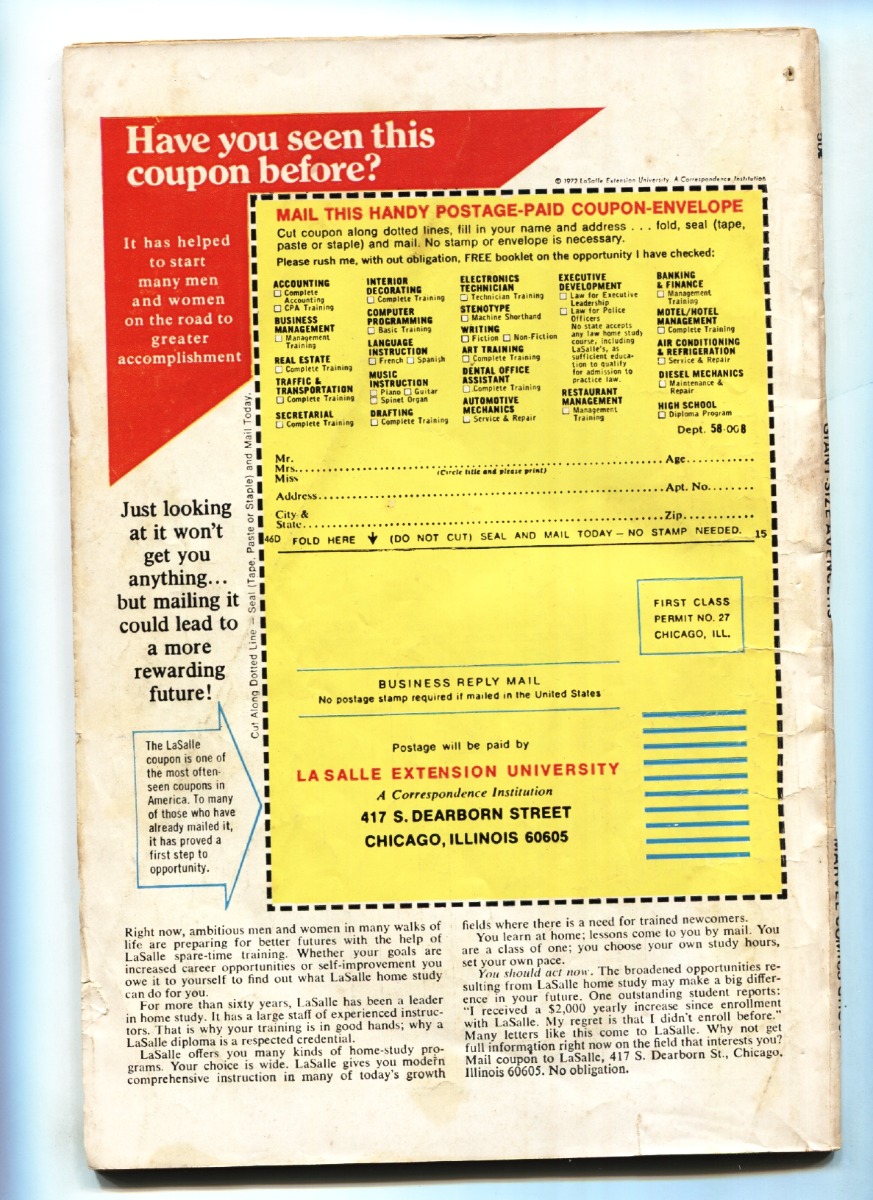 Have you seen this
coupon before?
© 1972 LaSalle Extension University, A Correspondence Institution
It has helped
to start
many men
and women
on the road to
greater
accomplishment
MAIL THIS HANDY POSTAGE-PAID COUPON-ENVELOPE
Cut coupon along dotted lines, fill in your name and address . . . fold, seal (tape,
paste or staple) and mail. No stamp or envelope is necessary.
Please rush me, with out obligation, FREE booklet on the opportunity I have checked:
ACCOUNTING
☐ Complete
Accounting
☐ CPA Training
BUSINESS
MANAGEMENT
☐ Management
Training
REAL ESTATE
☐ Complete Training
TRAFFIC &
TRANSPORTATION
☐ Complete Training
SECRETARIAL
☐ Complete Training
INTERIOR
DECORATING
☐ Complete Training
COMPUTER
PROGRAMMING
☐ Basic Training
LANGUAGE
INSTRUCTION
☐ French ☐ Spanish
MUSIC
INSTRUCTION
☐ Piano ☐ Guitar
☐ Spinet Organ
DRAFTING
☐ Complete Training
ELECTRONICS
TECHNICIAN
☐ Technician Training
STENOTYPE
☐ Machine Shorthand
WRITING
☐ Fiction ☐ Non-Fiction
ART TRAINING
☐ Complete Training
DENTAL OFFICE
ASSISTANT
☐ Complete Training
AUTOMOTIVE
MECHANICS
☐ Service & Repair
EXECUTIVE
DEVELOPMENT
☐ Law for Executive
Leadership
☐ Law for Police
Officers
No state accepts
any law home study
course, including
LaSalle's, as
sufficient educa-
tion to qualify
for admission to
practice law.
RESTAURANT
MANAGEMENT
☐ Management
Training
BANKING
& FINANCE
☐ Management
Training
MOTEL/HOTEL
MANAGEMENT
☐ Complete Training
AIR CONDITIONING
& REFRIGERATION
☐ Service & Repair
DIESEL MECHANICS
☐ Maintenance &
Repair
HIGH SCHOOL
☐ Diploma Program
Dept. 58-008
Mr.
Mrs. Age
Miss (Circle title and please print)
Address Apt. No.
City &
State Zip
46D FOLD HERE ↓ (DO NOT CUT) SEAL AND MAIL TODAY — NO STAMP NEEDED. 15
Cut Along Dotted Line — Seal (Tape, Paste or Staple) and Mail Today.
Just looking
at it won't
get you
anything...
but mailing it
could lead to
a more
rewarding
future!
The LaSalle
coupon is one of
the most often-
seen coupons in
America. To many
of those who have
already mailed it,
it has proved a
first step to
opportunity.
FIRST CLASS
PERMIT NO. 27
CHICAGO, ILL.
BUSINESS REPLY MAIL
No postage stamp required if mailed in the United States
Postage will be paid by
LA SALLE EXTENSION UNIVERSITY
A Correspondence Institution
417 S. DEARBORN STREET
CHICAGO, ILLINOIS 60605
Right now, ambitious men and women in many walks of
life are preparing for better futures with the help of
LaSalle spare-time training. Whether your goals are
increased career opportunities or self-improvement you
owe it to yourself to find out what LaSalle home study
can do for you.
For more than sixty years, LaSalle has been a leader
in home study. It has a large staff of experienced instruc-
tors. That is why your training is in good hands; why a
LaSalle diploma is a respected credential.
LaSalle offers you many kinds of home-study pro-
grams. Your choice is wide. LaSalle gives you modern
comprehensive instruction in many of today's growth
fields where there is a need for trained newcomers.
You learn at home; lessons come to you by mail. You
are a class of one; you choose your own study hours,
set your own pace.
You should act now. The broadened opportunities re-
sulting from LaSalle home study may make a big differ-
ence in your future. One outstanding student reports:
"I received a $2,000 yearly increase since enrollment
with LaSalle. My regret is that I didn't enroll before."
Many letters like this come to LaSalle. Why not get
full information right now on the field that interests you?
Mail coupon to LaSalle, 417 S. Dearborn St., Chicago,
Illinois 60605. No obligation.
GIANT-SIZE AVENGERS